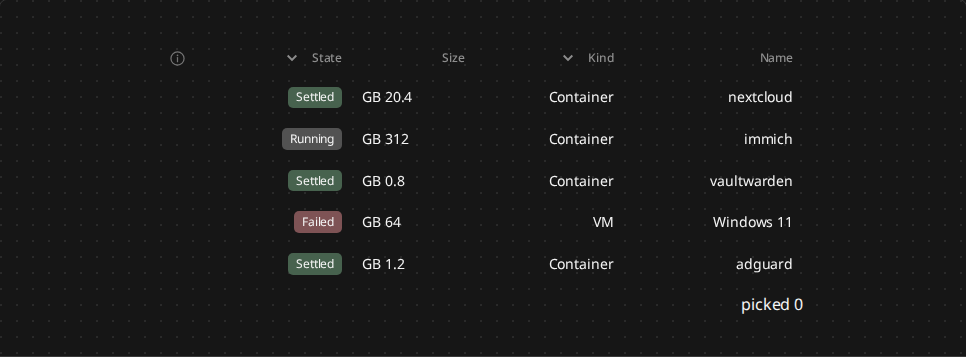 Name Kind Size State
nextcloud Container GB 20.4 Settled
immich Container GB 312 Running
vaultwarden Container GB 0.8 Settled
Windows 11 VM GB 64 Failed
adguard Container GB 1.2 Settled
picked 0